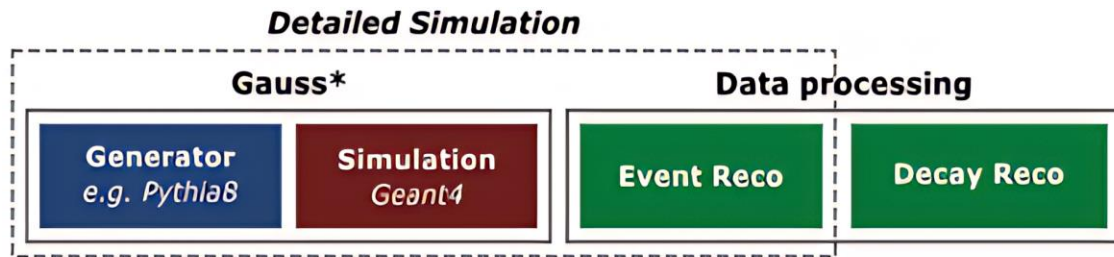 Detailed Simulation
Gauss*
Data processing
Generator
e.g. Pythia8
Simulation
Geant4
Event Reco
Decay Reco